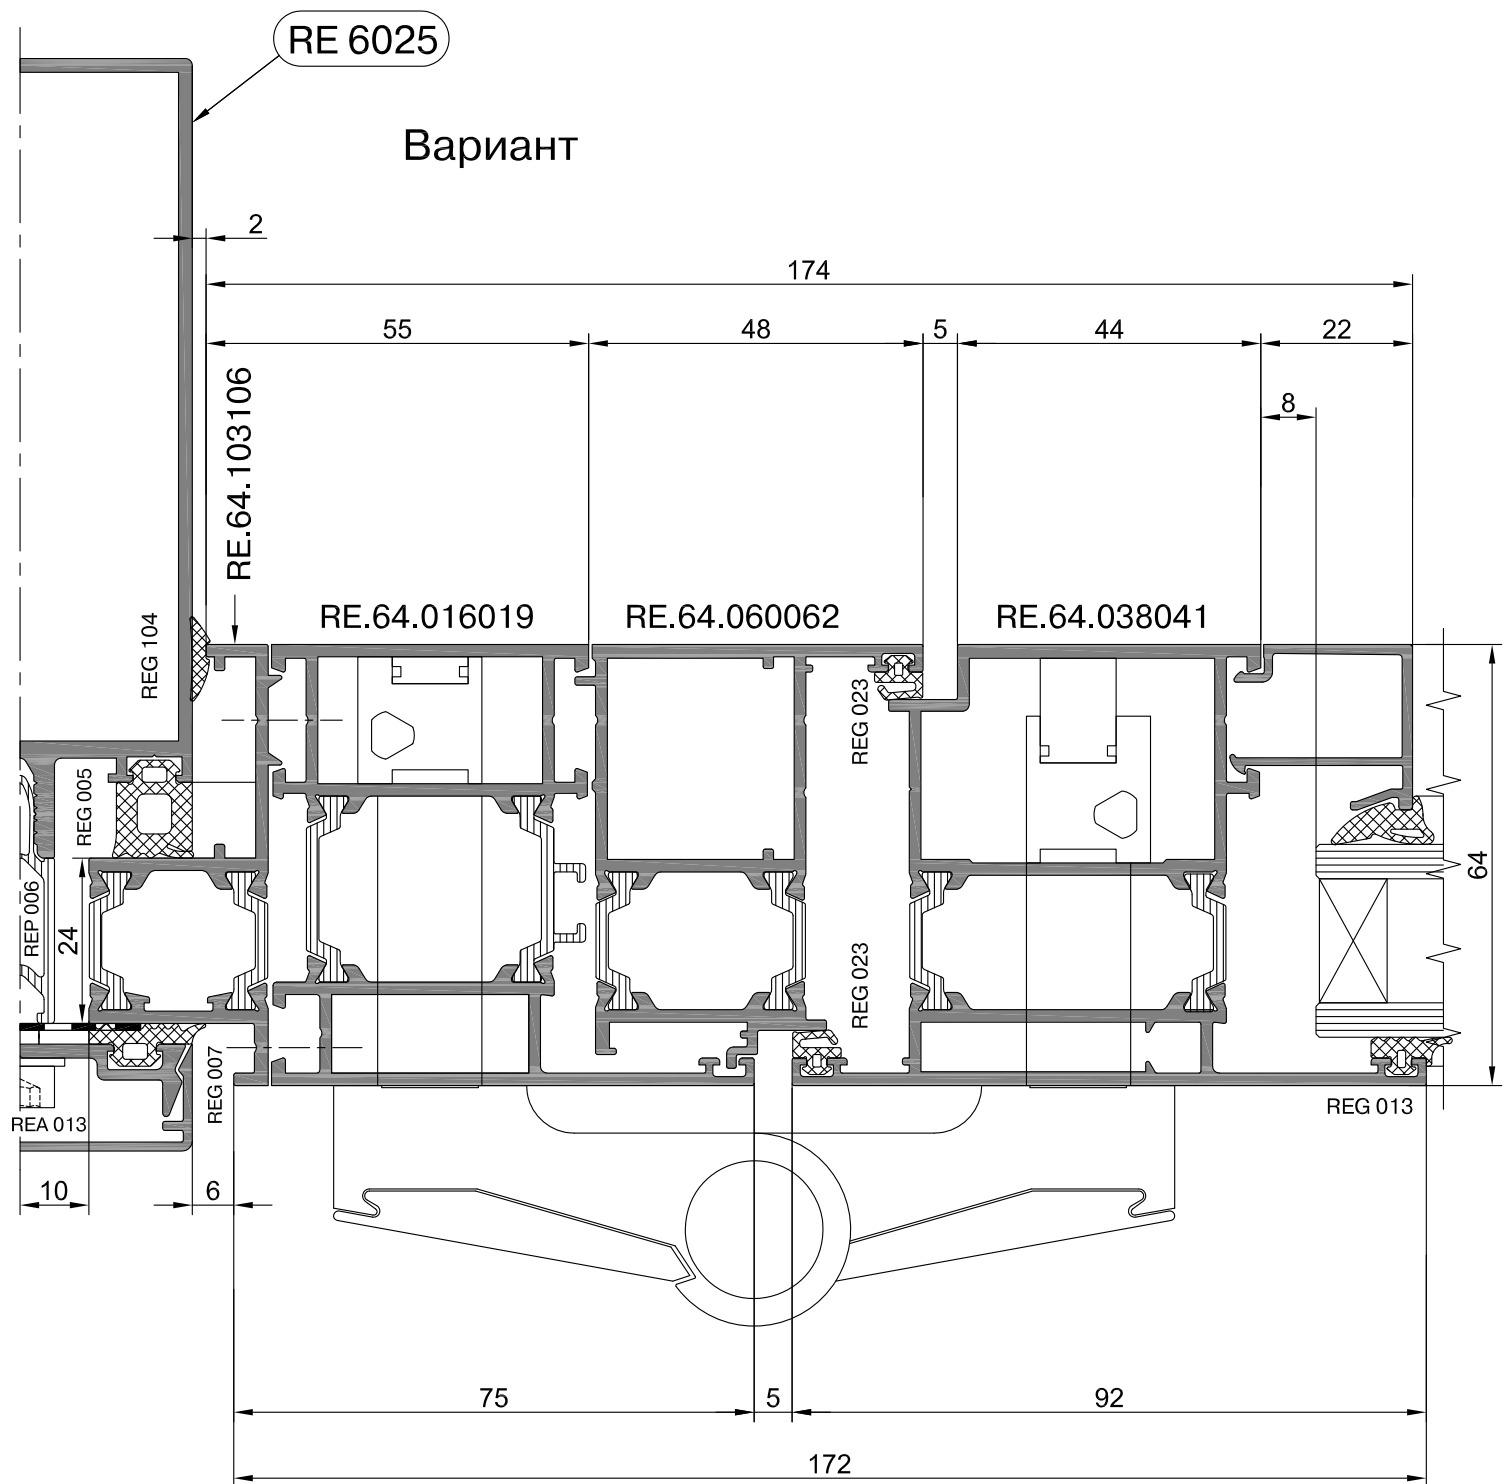 RE 6025
Вариант
2
174
55
48
5
44
22
8
RE.64.103106
RE.64.016019
RE.64.060062
RE.64.038041
REG 104
REG 023
REG 005
64
REP 006
24
REG 023
REG 007
REA 013
REG 013
10
6
75
5
92
172